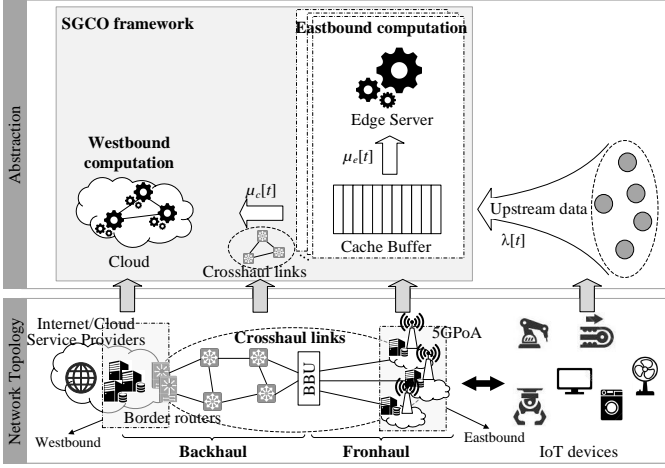 Abstraction
SGCO framework
Eastbound computation
Edge Server
μe[t]
Cache Buffer
Westbound
computation
Cloud
μc[t]
Crosshaul links
Upstream data
λ[t]
Network Topology
Internet/Cloud
Service Providers
Crosshaul links
5GPoA
BBU
Border routers
Westbound
Backhaul
Fronhaul
Eastbound
IoT devices